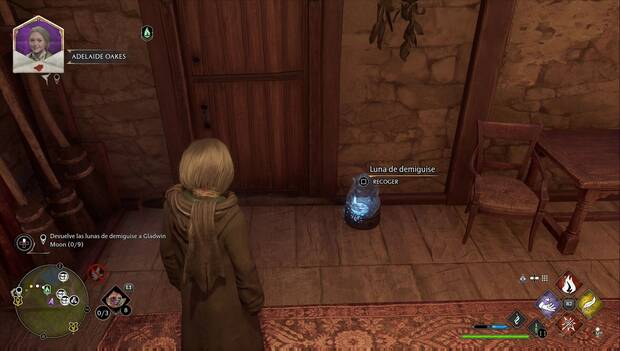 ADELAIDE OAKES
Luna de demiguise
RECOGER
Devuelve las lunas de demiguise a Gladwin
Moon (0/9)
0/3